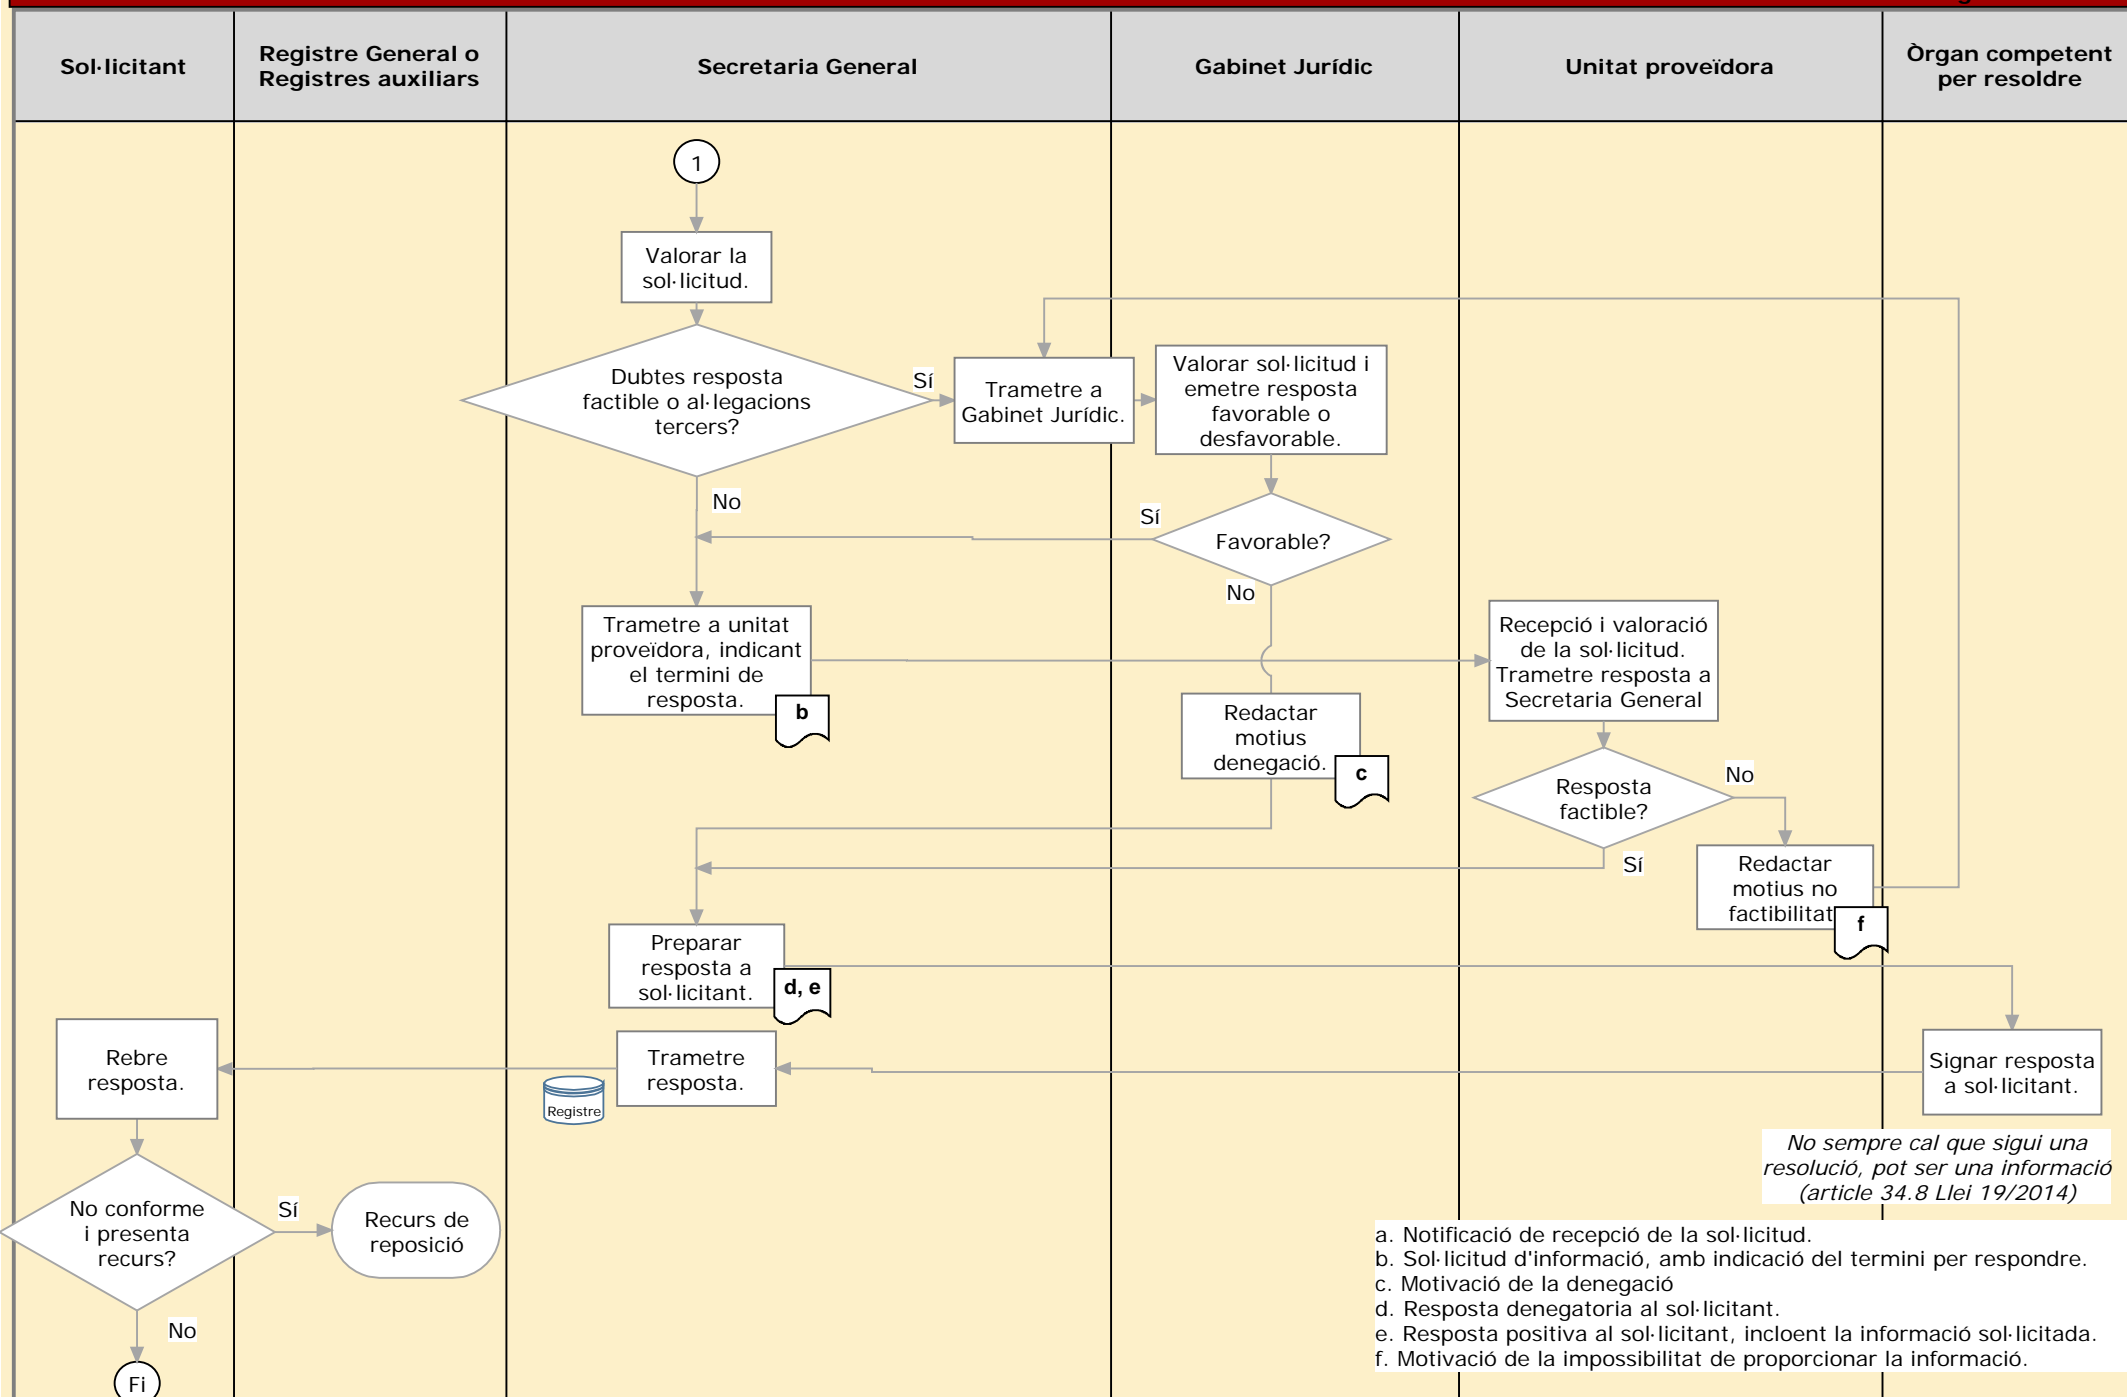 Sol·licitant
Registre General o
Registres auxiliars
Secretaria General
Gabinet Jurídic
Unitat proveïdora
Òrgan competent
per resoldre
1
Valorar la
sol·licitud.
Dubtes resposta
factible o al·legacions
tercers?
Sí
Trametre a
Gabinet Jurídic.
Valorar sol·licitud i
emetre resposta
favorable o
desfavorable.
No
Sí
Favorable?
No
Trametre a unitat
proveïdora, indicant
el termini de
resposta.
b
Recepció i valoració
de la sol·licitud.
Trametre resposta a
Secretaria General
Redactar
motius
denegació.
c
Resposta
factible?
No
Sí
Redactar
motius no
factibilitat
f
Preparar
resposta a
sol·licitant.
d, e
Rebre
resposta.
Trametre
resposta.
Registre
Signar resposta
a sol·licitant.
No sempre cal que sigui una
resolució, pot ser una informació
(article 34.8 Llei 19/2014)
No conforme
i presenta
recurs?
Sí
Recurs de
reposició
No
Fi
a. Notificació de recepció de la sol·licitud.
b. Sol·licitud d'informació, amb indicació del termini per respondre.
c. Motivació de la denegació
d. Resposta denegatoria al sol·licitant.
e. Resposta positiva al sol·licitant, incloent la informació sol·licitada.
f. Motivació de la impossibilitat de proporcionar la informació.